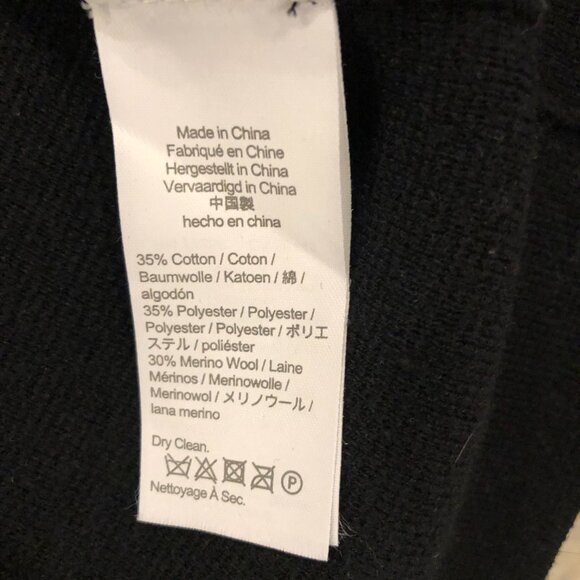 Made in China
Fabriqué en Chine
Hergestellt in China
Vervaardigd in China
中国製
hecho en china
35% Cotton / Coton /
Baumwolle / Katoen / 綿 /
algodón
35% Polyester / Polyester /
Polyester / Polyester / ポリエ
ステル / poliéster
30% Merino Wool / Laine
Mérinos / Merinowolle /
Merinowol / メリノウール /
lana merino
Dry Clean.
P
Nettoyage À Sec.